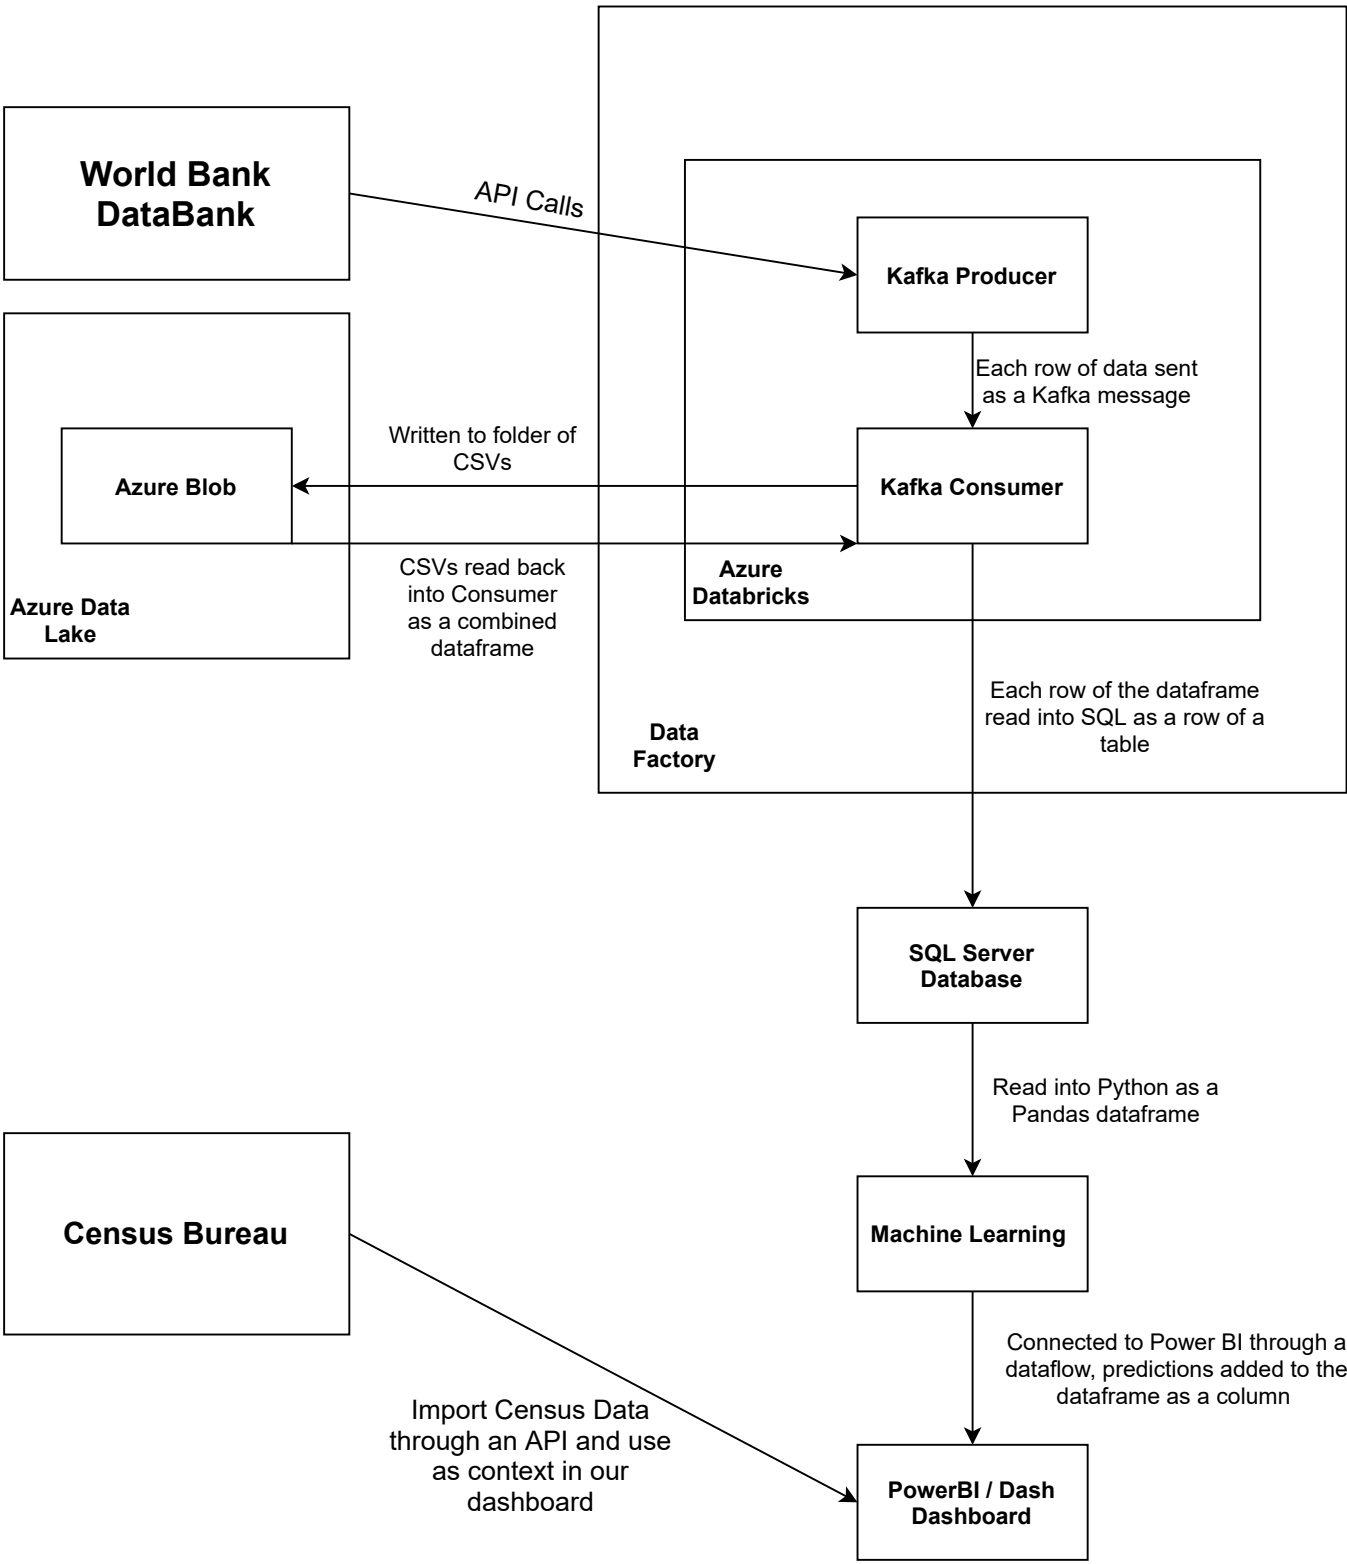 World Bank
DataBank
API Calls
Kafka Producer
Each row of data sent
as a Kafka message
Written to folder of
CSVs
Azure Blob
Kafka Consumer
CSVs read back
into Consumer
as a combined
dataframe
Azure
Databricks
Azure Data
Lake
Each row of the dataframe
read into SQL as a row of a
table
Data
Factory
SQL Server
Database
Read into Python as a
Pandas dataframe
Census Bureau
Machine Learning
Connected to Power BI through a
dataflow, predictions added to the
dataframe as a column
Import Census Data
through an API and use
as context in our
dashboard
PowerBI / Dash
Dashboard